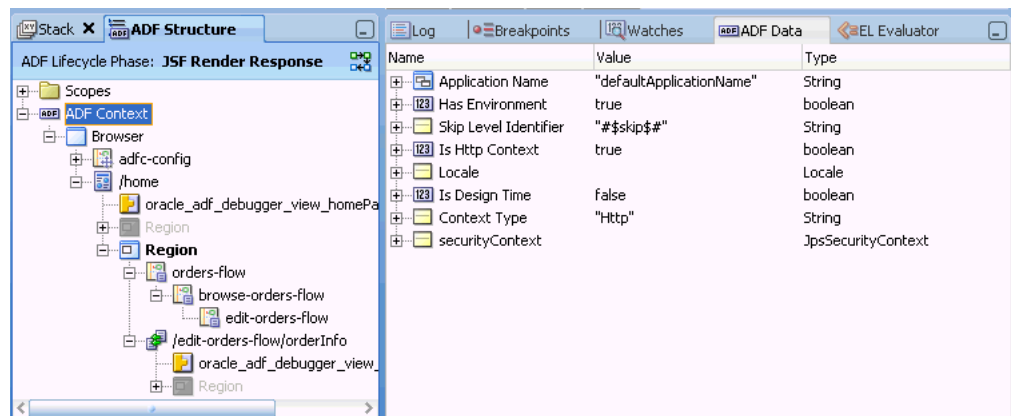 Stack ADF Structure
ADF Lifecycle Phase: JSF Render Response
Scopes
ADF Context
Browser
adfc-config
/home
oracle_adf_debugger_view_homePa
Region
Region
orders-flow
browse-orders-flow
edit-orders-flow
/edit-orders-flow/orderInfo
oracle_adf_debugger_view_
Region
Log Breakpoints Watches ADF Data EL Evaluator
Name Value Type
Application Name "defaultApplicationName" String
Has Environment true boolean
Skip Level Identifier "#$skip$#" String
Is Http Context true boolean
Locale Locale
Is Design Time false boolean
Context Type "Http" String
securityContext JpsSecurityContext